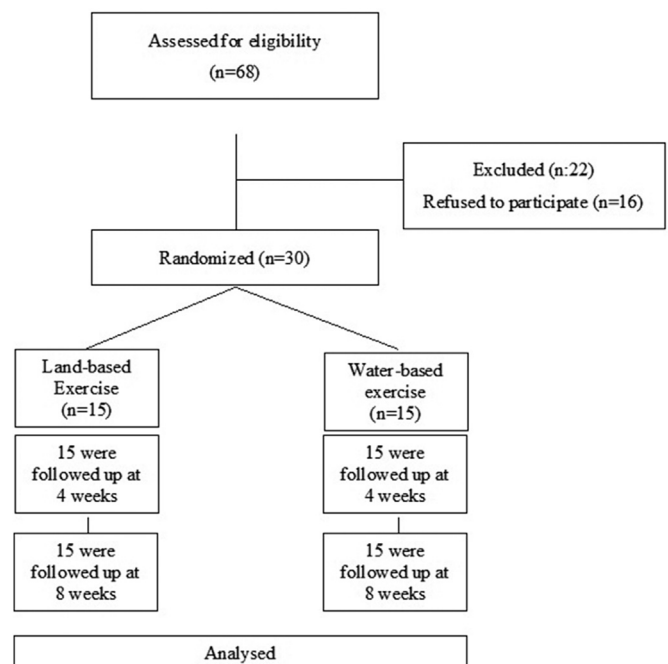 Assessed for eligibility
(n=68)
Excluded (n:22)
Refused to participate (n=16)
Randomized (n=30)
Land-based
Exercise
(n=15)
Water-based
exercise
(n=15)
15 were
followed up at
4 weeks
15 were
followed up at
4 weeks
15 were
followed up at
8 weeks
15 were
followed up at
8 weeks
Analysed